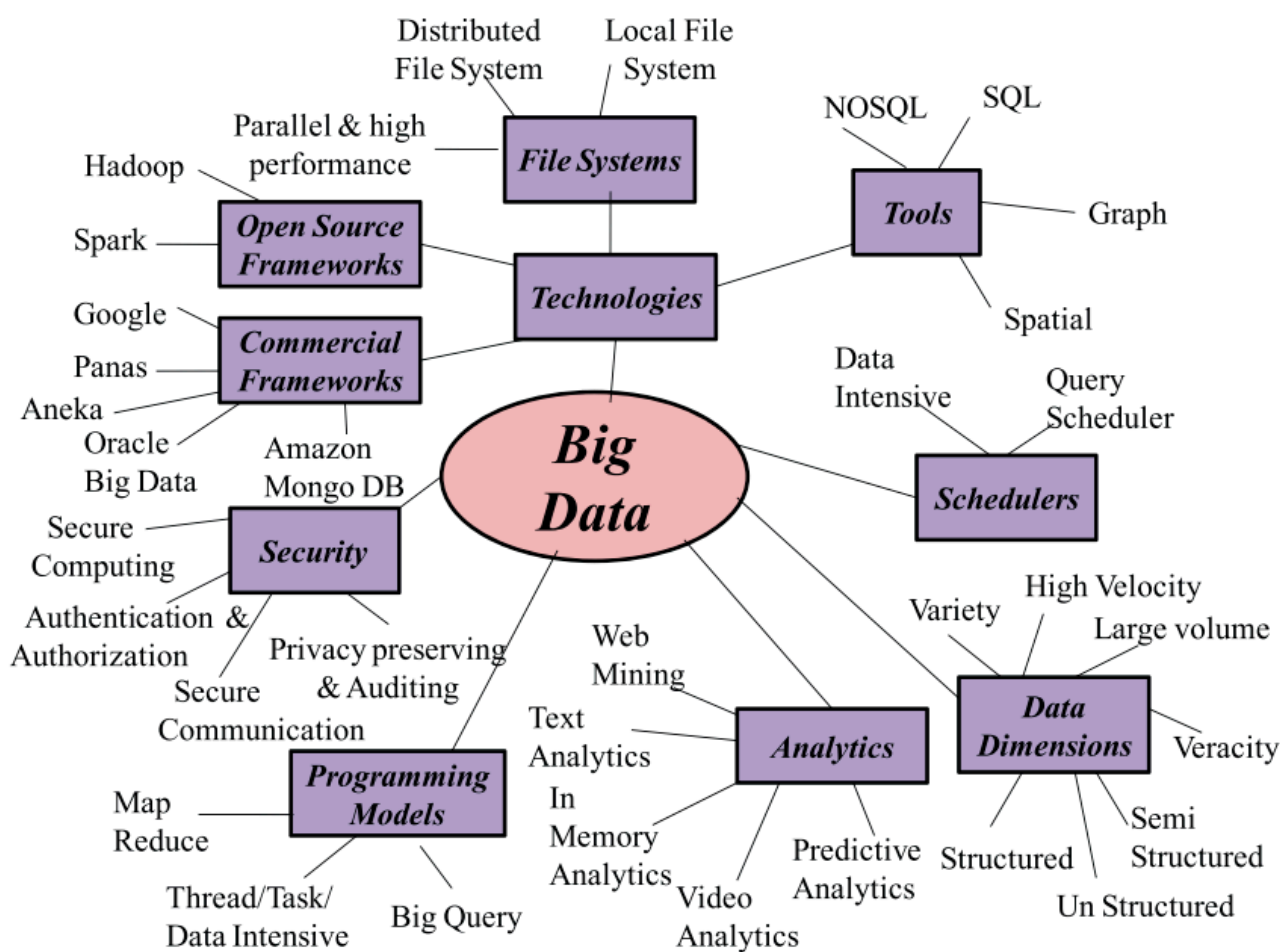 Distributed
File System
Local File
System
Parallel & high
performance
File Systems
NOSQL
SQL
Tools
Graph
Spatial
Hadoop
Spark
Open Source
Frameworks
Technologies
Google
Panas
Aneka
Oracle
Big Data
Amazon
Mongo DB
Commercial
Frameworks
Data
Intensive
Query
Scheduler
Schedulers
Big
Data
Secure
Computing
Security
Authentication &
Authorization
Secure
Communication
Privacy preserving
& Auditing
Programming
Models
Map
Reduce
Thread/Task/
Data Intensive
Big Query
Web
Mining
Text
Analytics
In
Memory
Analytics
Video
Analytics
Predictive
Analytics
Analytics
Variety
High Velocity
Large volume
Data
Dimensions
Veracity
Structured
Semi
Structured
Un Structured